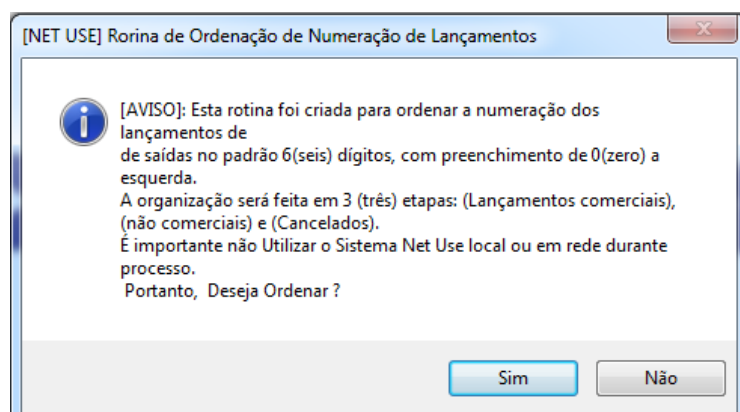 [NET USE] Rorina de Ordenação de Numeração de Lançamentos
[AVISO]: Esta rotina foi criada para ordenar a numeração dos
lançamentos de
de saídas no padrão 6(seis) dígitos, com preenchimento de 0(zero) a
esquerda.
A organização será feita em 3 (três) etapas: (Lançamentos comerciais),
(não comerciais) e (Cancelados).
É importante não Utilizar o Sistema Net Use local ou em rede durante
processo.
Portanto, Deseja Ordenar ?
Sim Não